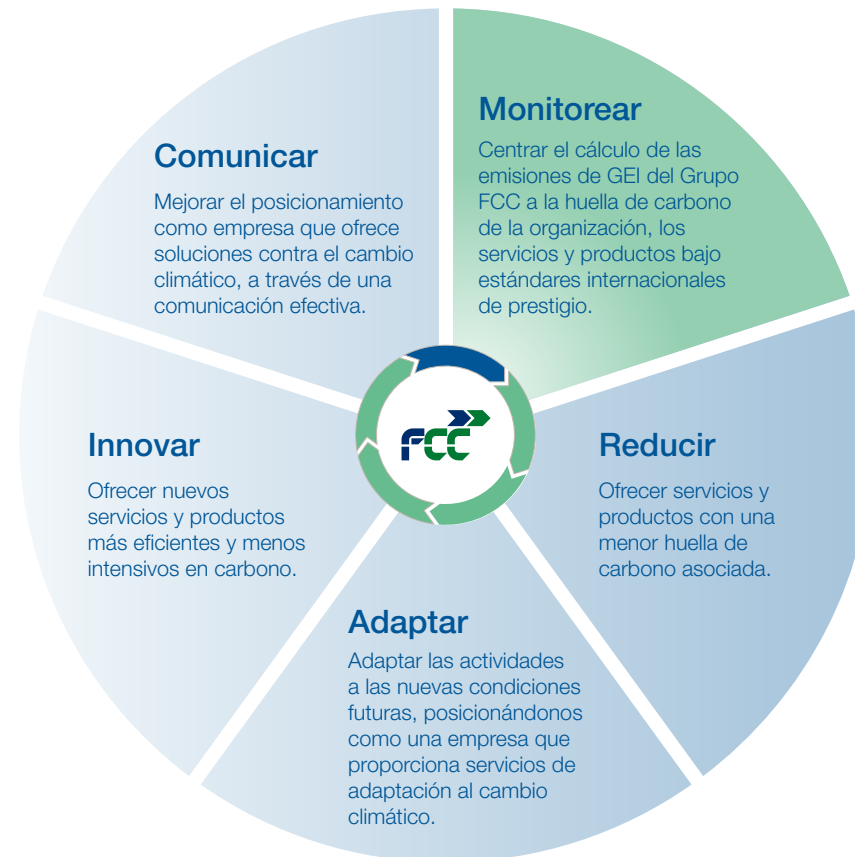 Monitorear
Centrar el cálculo de las
emisiones de GEI del Grupo
FCC a la huella de carbono
de la organización, los
servicios y productos bajo
estándares internacionales
de prestigio.
Reducir
Ofrecer servicios y
productos con una
menor huella de
carbono asociada.
Adaptar
Adaptar las actividades
a las nuevas condiciones
futuras, posicionándonos
como una empresa que
proporciona servicios de
adaptación al cambio
climático.
Innovar
Ofrecer nuevos
servicios y productos
más eficientes y menos
intensivos en carbono.
Comunicar
Mejorar el posicionamiento
como empresa que ofrece
soluciones contra el cambio
climático, a través de una
comunicación efectiva.
FCC